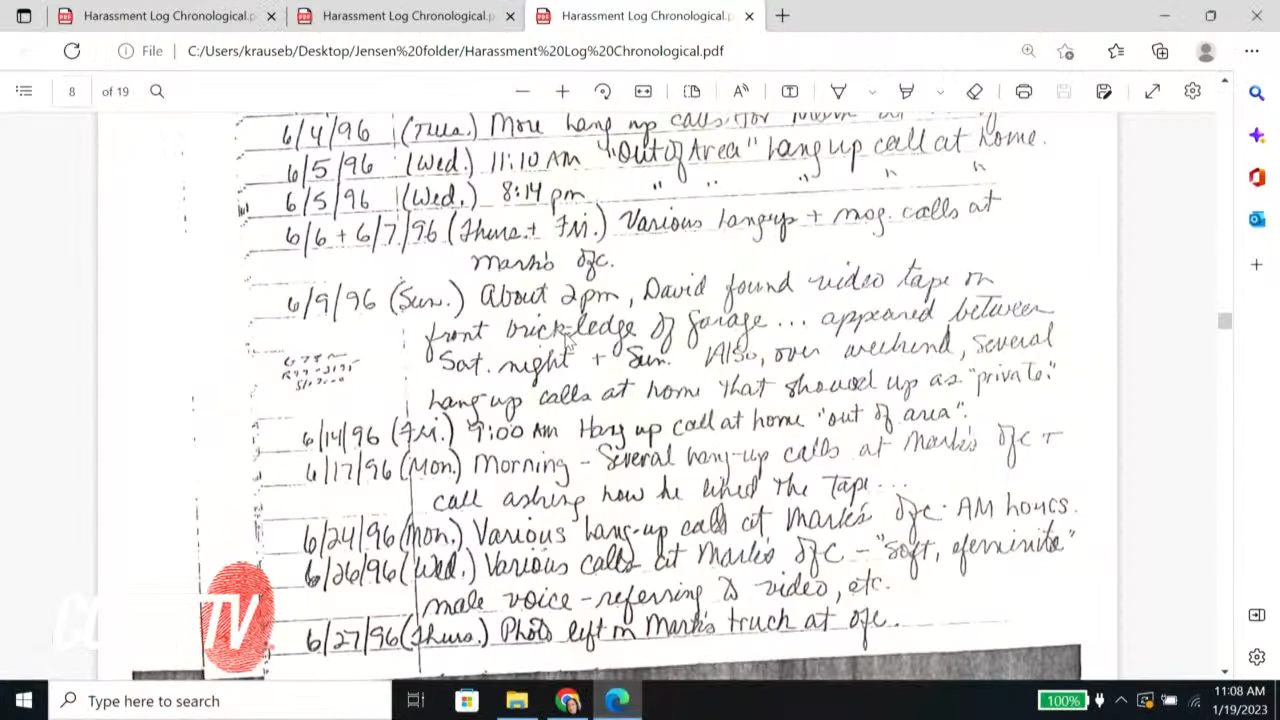 Harassment Log Chronological.p
Harassment Log Chronological.p
Harassment Log Chronological.p
File
C:/Users/krauseb/Desktop/Jensen%20folder/Harassment%20Log%20Chronological.pdf
8 of 19
6/4/96 (Tues.) More hang up calls for
6/5/96 (Wed.) 11:10 AM "Out of Area" hang up call at home.
6/5/96 (Wed.) 8:14 pm " " " " "
6/6 + 6/7/96 (Thurs. + Fri.) Various hangup + msg. calls at
Mark's ofc.
6/9/96 (Sun.) About 2pm, David found video tape on
front brick-ledge of garage... appeared between
Sat. night + Sun. Also, over weekend, several
hang-up calls at home that showed up as "private."
6/14/96 (Fri.) 9:00 AM Hang up call at home "out of area".
6/17/96 (Mon.) Morning - Several hang-up calls at Mark's ofc +
call asking how he liked the tape...
6/24/96 (Mon.) Various hang-up calls at Mark's ofc. AM hours.
6/26/96 (Wed.) Various calls at Mark's ofc - "soft, efeminite"
male voice - referring to video, etc.
6/27/96 (Thurs.) Photo left in Mark's truck at ofc.
TV
Type here to search
100%
11:08 AM
1/19/2023